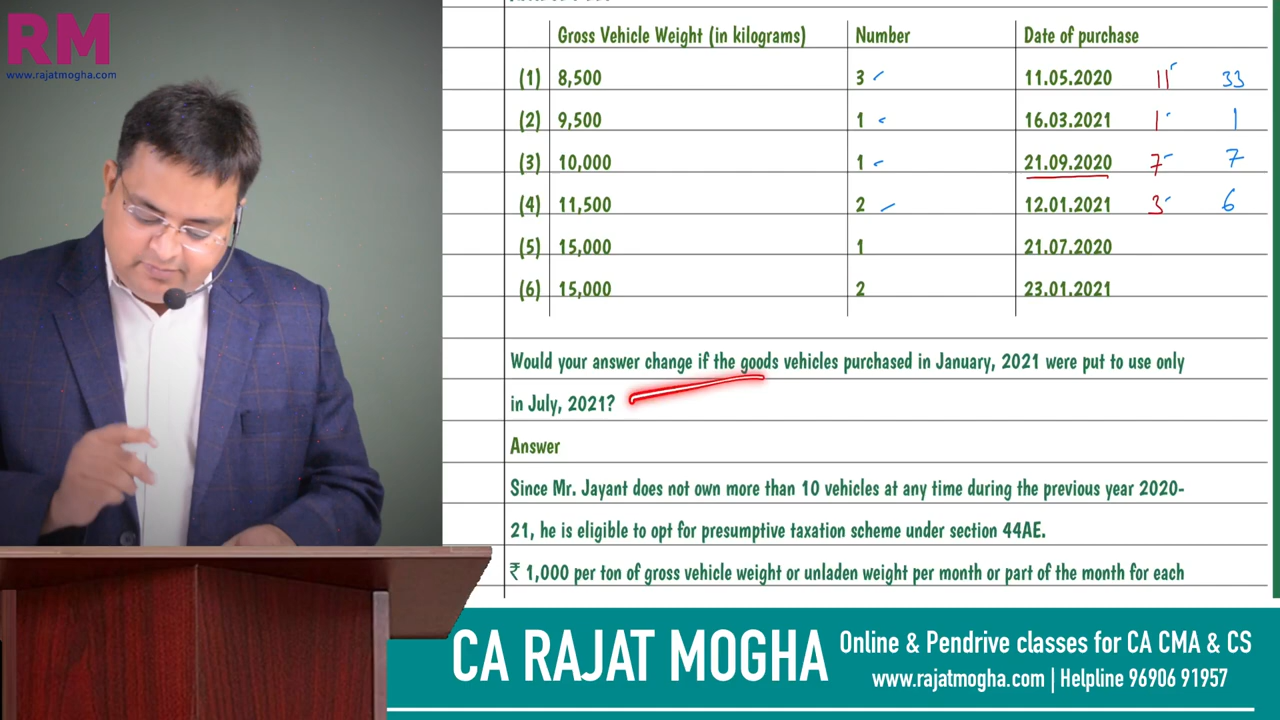 RM
www.rajatmogha.com
Gross Vehicle Weight (in kilograms) Number Date of purchase
(1) 8,500 3 11.05.2020 11 33
(2) 9,500 1 16.03.2021 1 1
(3) 10,000 1 21.09.2020 7 7
(4) 11,500 2 12.01.2021 3 6
(5) 15,000 1 21.07.2020
(6) 15,000 2 23.01.2021
Would your answer change if the goods vehicles purchased in January, 2021 were put to use only
in July, 2021?
Answer
Since Mr. Jayant does not own more than 10 vehicles at any time during the previous year 2020-
21, he is eligible to opt for presumptive taxation scheme under section 44AE.
₹ 1,000 per ton of gross vehicle weight or unladen weight per month or part of the month for each
CA RAJAT MOGHA
Online & Pendrive classes for CA CMA & CS
www.rajatmogha.com | Helpline 96906 91957